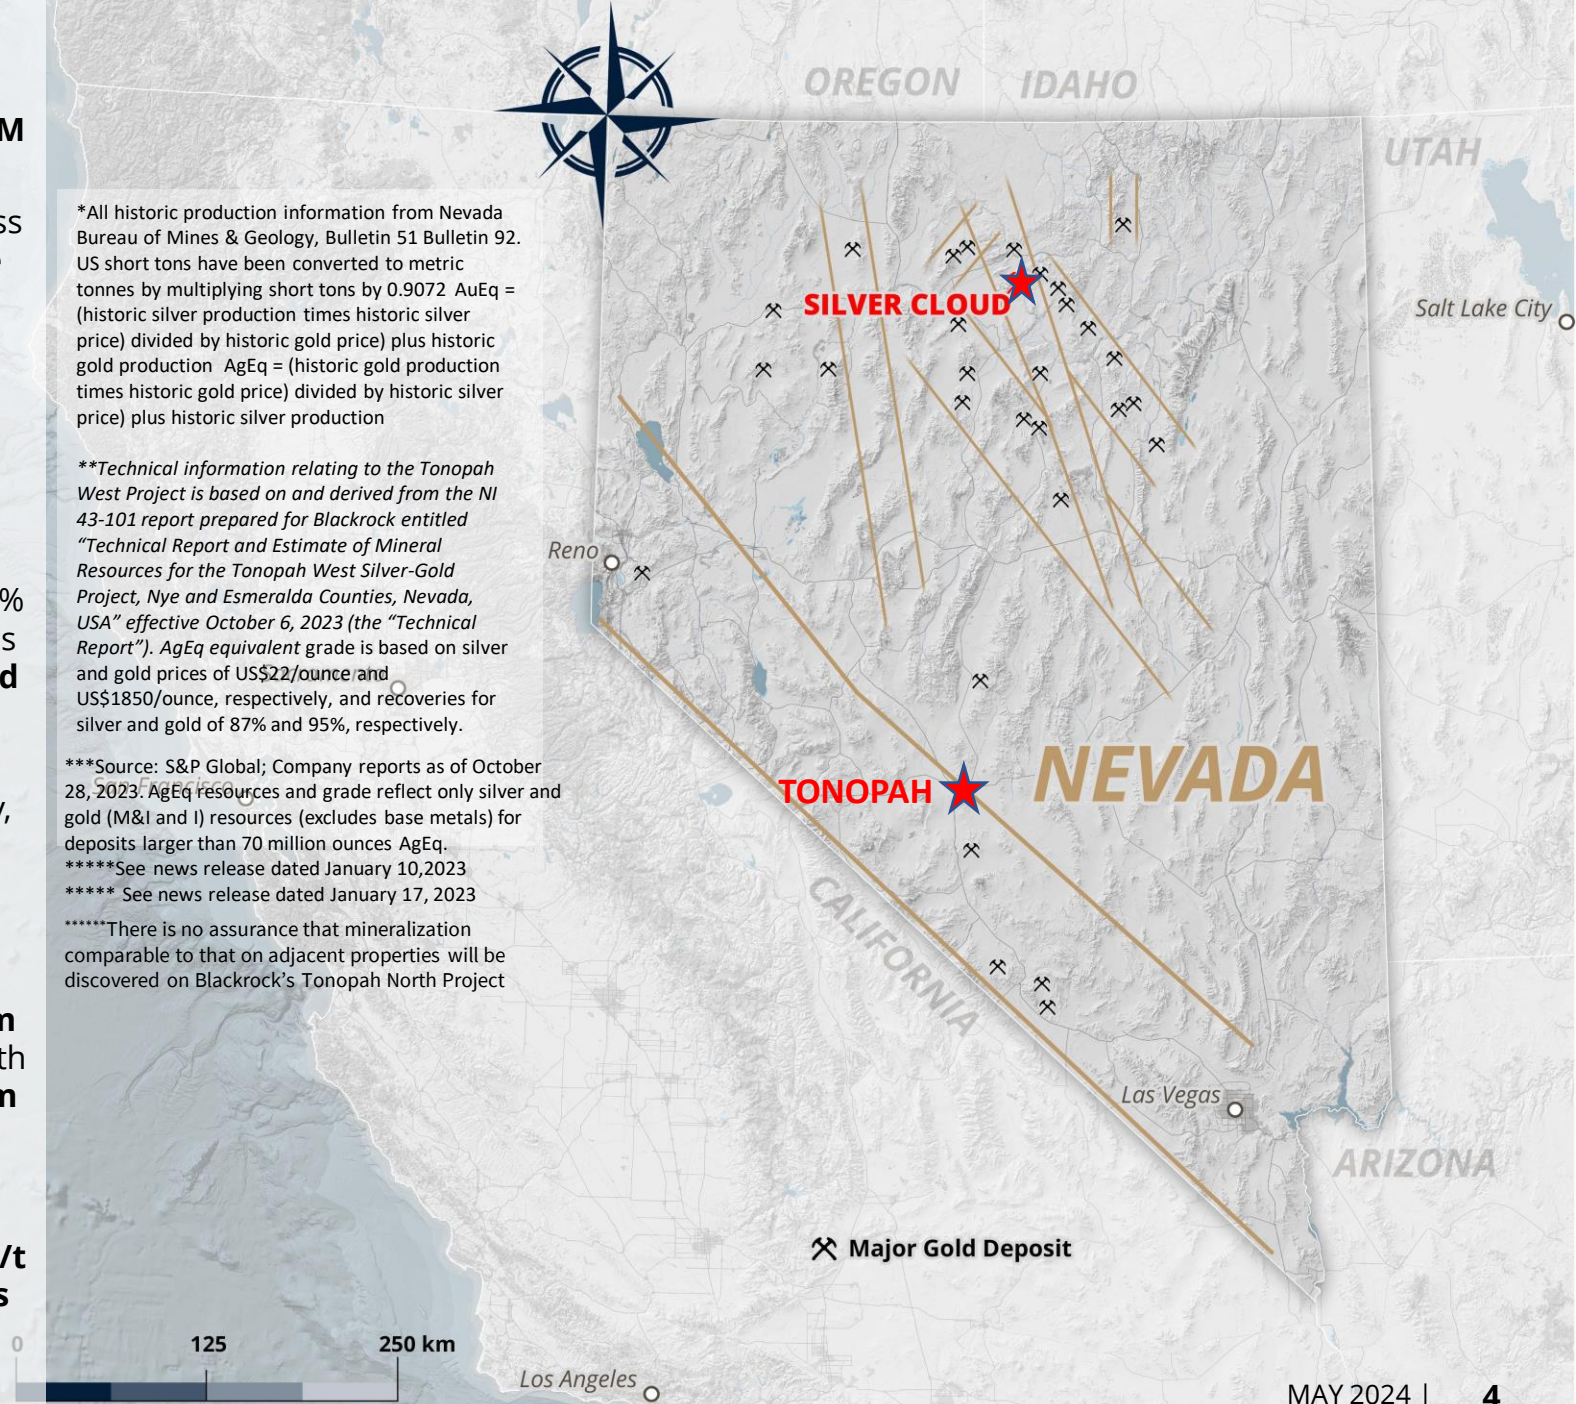 M
ss
%
s
d
y,
m
th
m
/t
s
*All historic production information from Nevada
Bureau of Mines & Geology, Bulletin 51 Bulletin 92.
US short tons have been converted to metric
tonnes by multiplying short tons by 0.9072 AuEq =
(historic silver production times historic silver
price) divided by historic gold price) plus historic
gold production AgEq = (historic gold production
times historic gold price) divided by historic silver
price) plus historic silver production
**Technical information relating to the Tonopah
West Project is based on and derived from the NI
43-101 report prepared for Blackrock entitled
“Technical Report and Estimate of Mineral
Resources for the Tonopah West Silver-Gold
Project, Nye and Esmeralda Counties, Nevada,
USA” effective October 6, 2023 (the “Technical
Report”). AgEq equivalent grade is based on silver
and gold prices of US$22/ounce and
US$1850/ounce, respectively, and recoveries for
silver and gold of 87% and 95%, respectively.
***Source: S&P Global; Company reports as of October
28, 2023. AgEq resources and grade reflect only silver and
gold (M&I and I) resources (excludes base metals) for
deposits larger than 70 million ounces AgEq.
*****See news release dated January 10,2023
***** See news release dated January 17, 2023
******There is no assurance that mineralization
comparable to that on adjacent properties will be
discovered on Blackrock’s Tonopah North Project
OREGON
IDAHO
UTAH
Salt Lake City
SILVER CLOUD
Reno
Sacramento
San Francisco
NEVADA
TONOPAH
CALIFORNIA
Las Vegas
ARIZONA
Major Gold Deposit
0 125 250 km
Los Angeles
MAY 2024 | 4